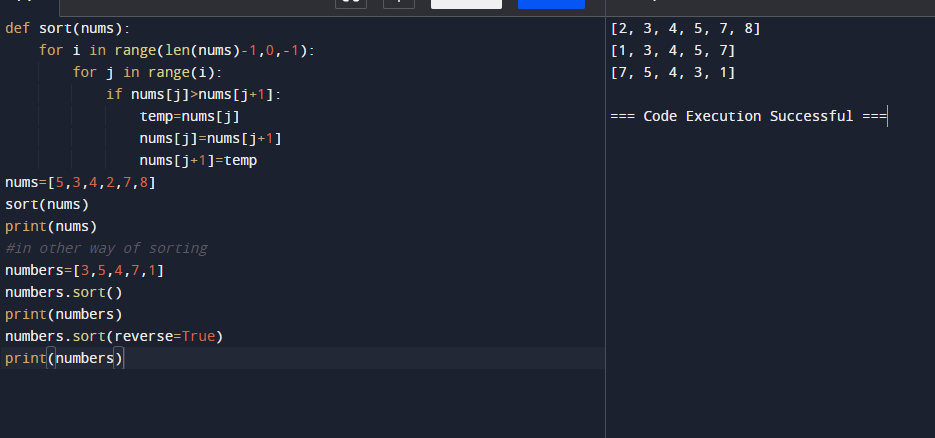 def sort(nums):
    for i in range(len(nums)-1,0,-1):
        for j in range(i):
            if nums[j]>nums[j+1]:
                temp=nums[j]
                nums[j]=nums[j+1]
                nums[j+1]=temp
nums=[5,3,4,2,7,8]
sort(nums)
print(nums)
#in other way of sorting
numbers=[3,5,4,7,1]
numbers.sort()
print(numbers)
numbers.sort(reverse=True)
print(numbers)
[2, 3, 4, 5, 7, 8]
[1, 3, 4, 5, 7]
[7, 5, 4, 3, 1]

=== Code Execution Successful ===